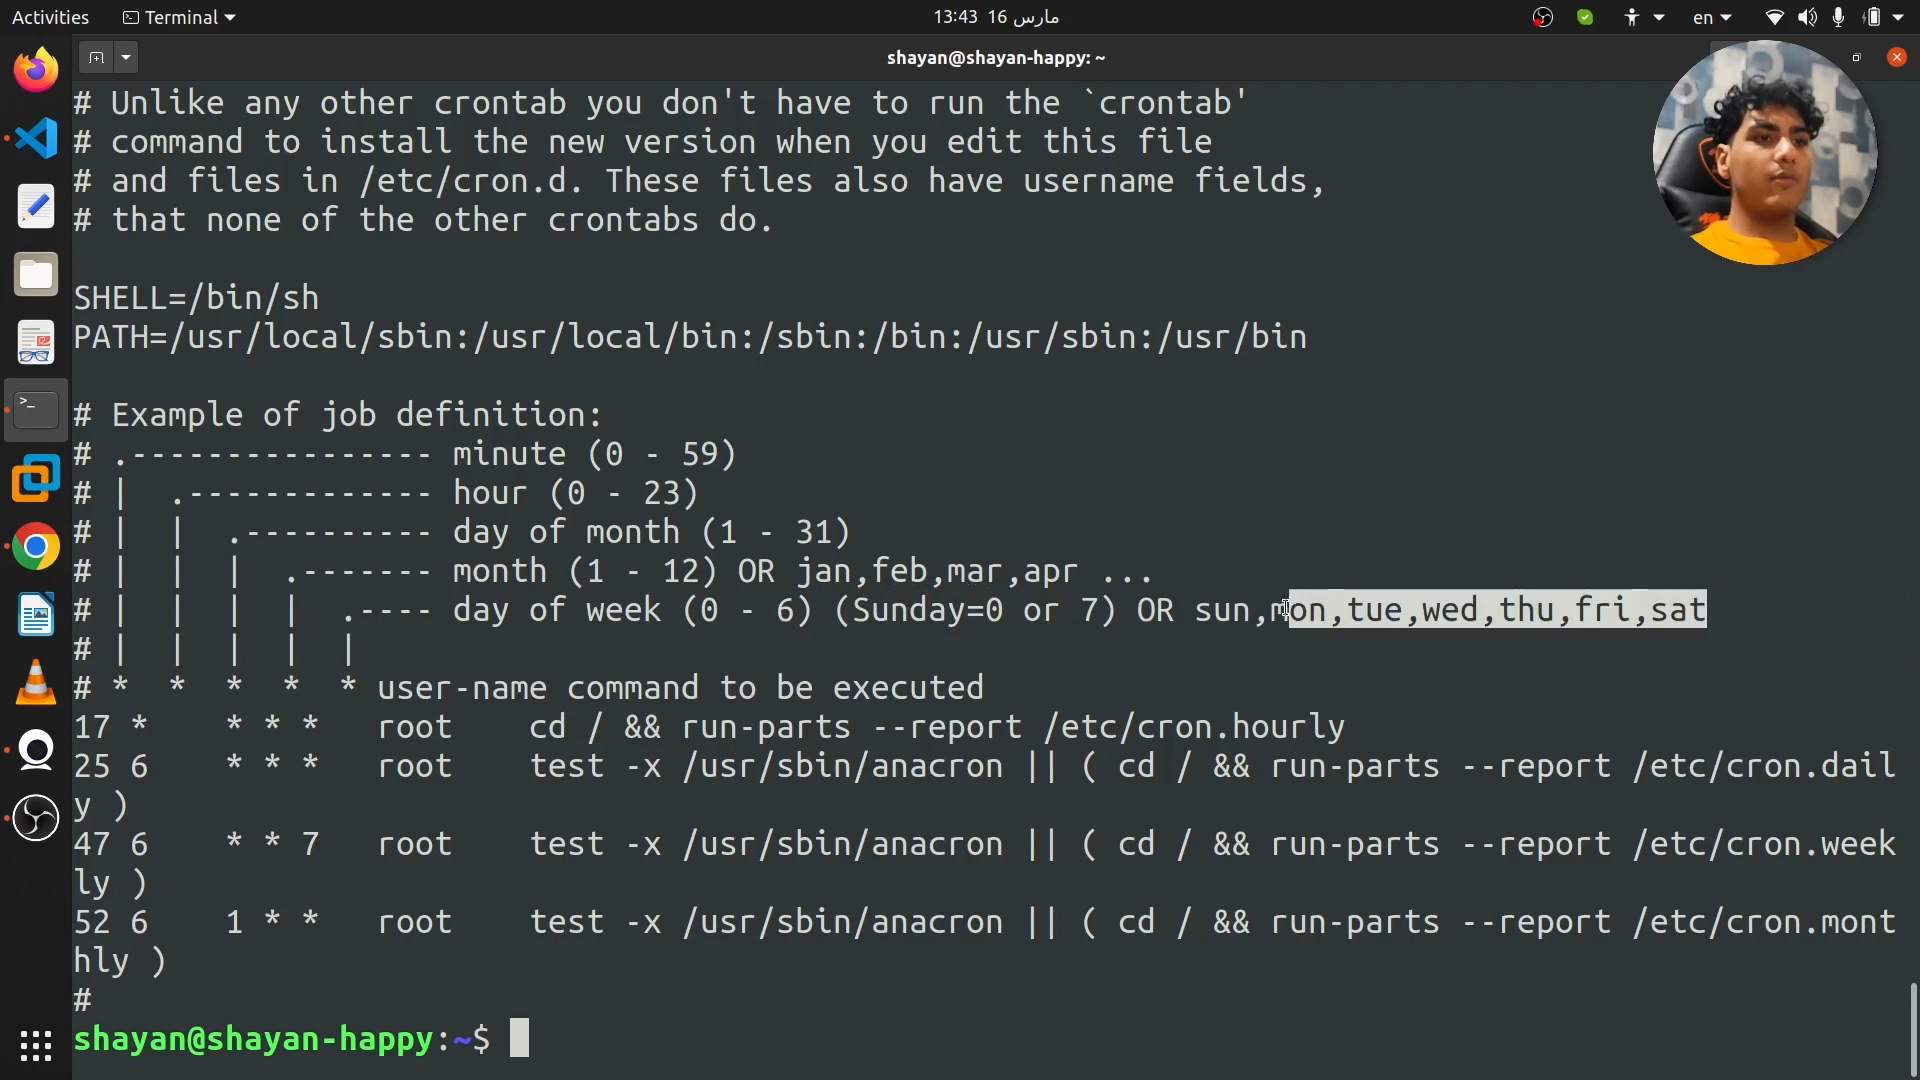 Activities
Terminal
مارس 16  13:43
en
shayan@shayan-happy: ~
# Unlike any other crontab you don't have to run the `crontab'
# command to install the new version when you edit this file
# and files in /etc/cron.d. These files also have username fields,
# that none of the other crontabs do.
SHELL=/bin/sh
PATH=/usr/local/sbin:/usr/local/bin:/sbin:/bin:/usr/sbin:/usr/bin
# Example of job definition:
# .---------------- minute (0 - 59)
# |  .------------- hour (0 - 23)
# |  |  .---------- day of month (1 - 31)
# |  |  |  .------- month (1 - 12) OR jan,feb,mar,apr ...
# |  |  |  |  .---- day of week (0 - 6) (Sunday=0 or 7) OR sun,mon,tue,wed,thu,fri,sat
# |  |  |  |  |
# *  *  *  *  * user-name command to be executed
17 *    * * *   root    cd / && run-parts --report /etc/cron.hourly
25 6    * * *   root    test -x /usr/sbin/anacron || ( cd / && run-parts --report /etc/cron.dail
y )
47 6    * * 7   root    test -x /usr/sbin/anacron || ( cd / && run-parts --report /etc/cron.week
ly )
52 6    1 * *   root    test -x /usr/sbin/anacron || ( cd / && run-parts --report /etc/cron.mont
hly )
#
shayan@shayan-happy:~$